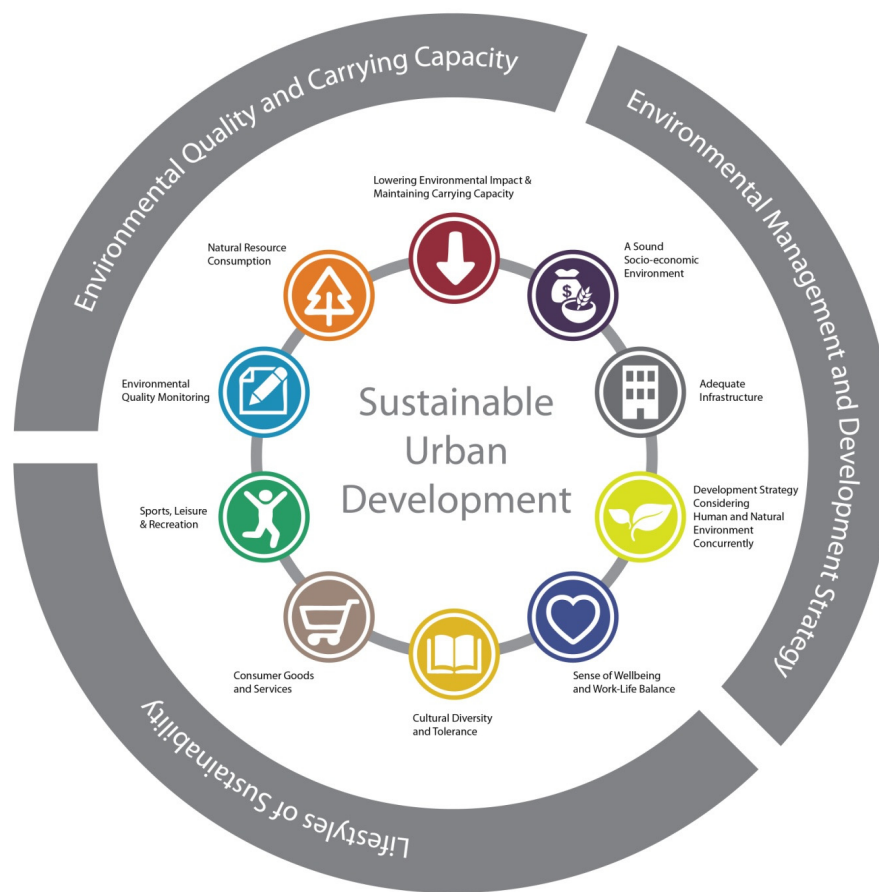 Environmental Quality and Carrying Capacity
Environmental Management and Development Strategy
Lifestyles of Sustainability
Lowering Environmental Impact &
Maintaining Carrying Capacity
A Sound
Socio-economic
Environment
Adequate
Infrastructure
Development Strategy
Considering
Human and Natural
Environment
Concurrently
Sense of Wellbeing
and Work-Life Balance
Cultural Diversity
and Tolerance
Consumer Goods
and Services
Sports, Leisure
& Recreation
Environmental
Quality Monitoring
Natural Resource
Consumption
$
Sustainable
Urban
Development